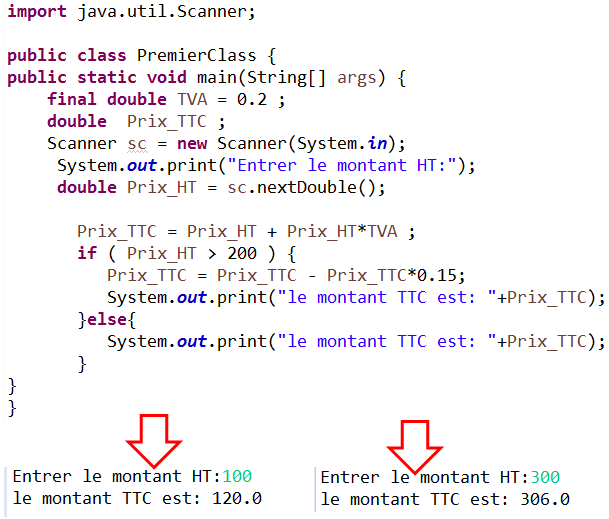 import java.util.Scanner;
public class PremierClass {
public static void main(String[] args) {
final double TVA = 0.2 ;
double  Prix_TTC ;
Scanner sc = new Scanner(System.in);
System.out.print("Entrer le montant HT:");
double Prix_HT = sc.nextDouble();
Prix_TTC = Prix_HT + Prix_HT*TVA ;
if ( Prix_HT > 200 ) {
Prix_TTC = Prix_TTC - Prix_TTC*0.15;
System.out.print("le montant TTC est: "+Prix_TTC);
}else{
System.out.print("le montant TTC est: "+Prix_TTC);
}
}
}
Entrer le montant HT:100
le montant TTC est: 120.0
Entrer le montant HT:300
le montant TTC est: 306.0